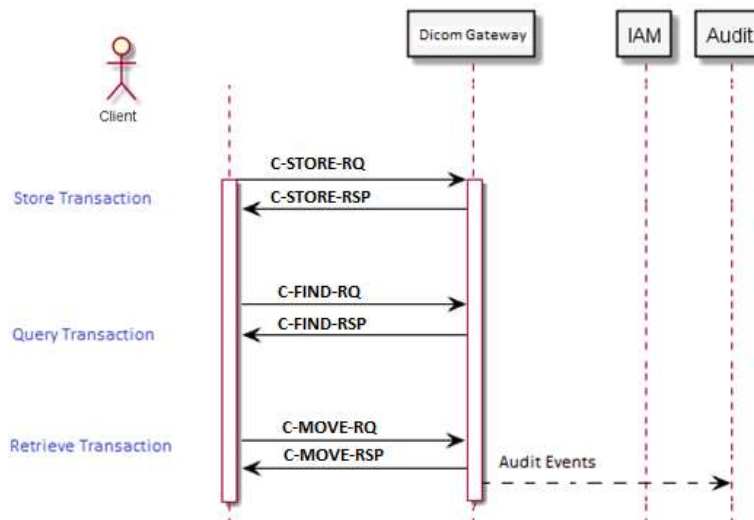 Dicom Gateway
IAM
Audit
Client
C-STORE-RQ
Store Transaction
C-STORE-RSP
C-FIND-RQ
Query Transaction
C-FIND-RSP
C-MOVE-RQ
Retrieve Transaction
C-MOVE-RSP
Audit Events